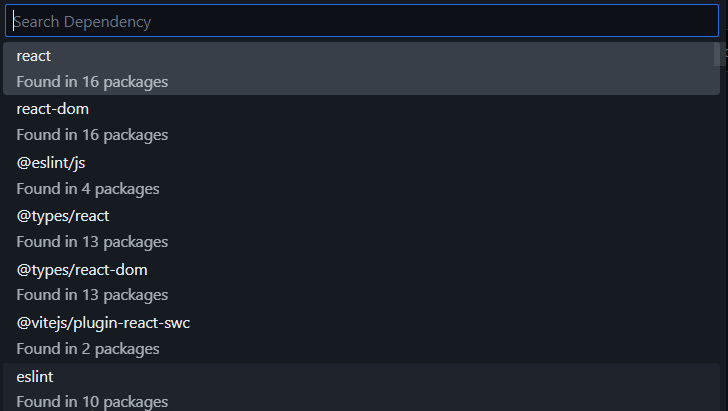 Search Dependency
react
Found in 16 packages
react-dom
Found in 16 packages
@eslint/js
Found in 4 packages
@types/react
Found in 13 packages
@types/react-dom
Found in 13 packages
@vitejs/plugin-react-swc
Found in 2 packages
eslint
Found in 10 packages